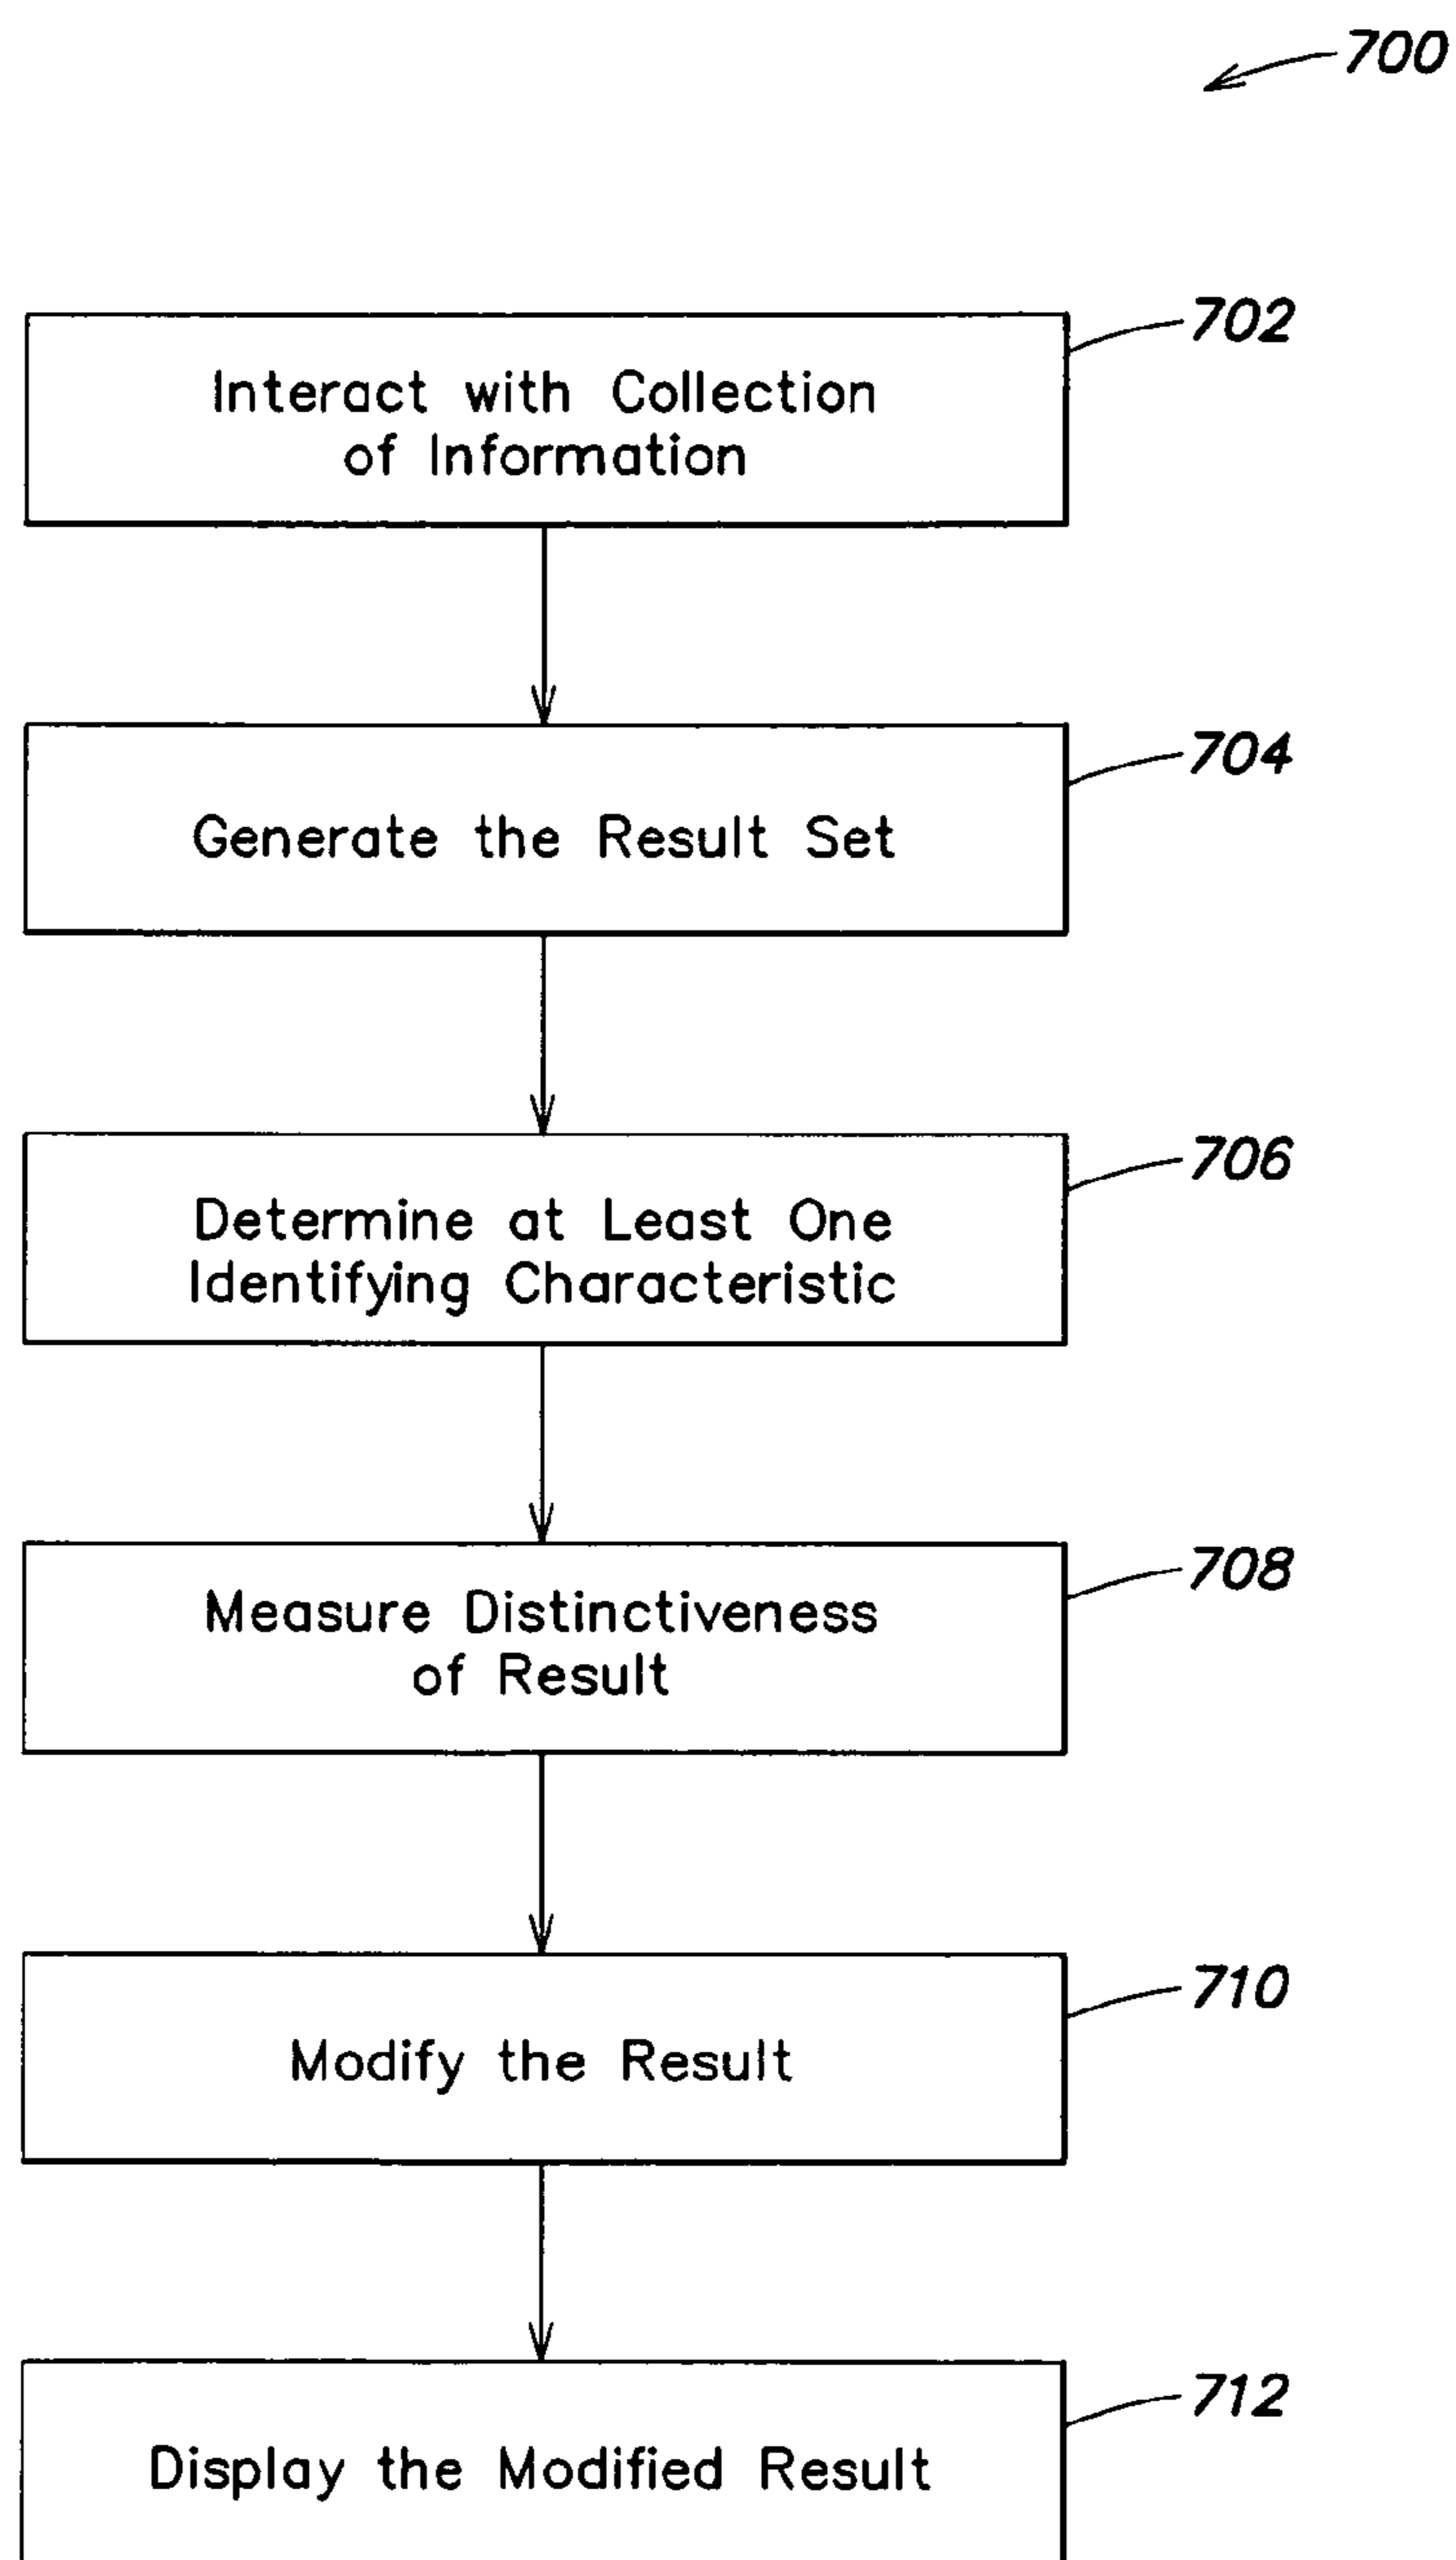 700
702
Interact with Collection
of Information
704
Generate the Result Set
706
Determine at Least One
Identifying Characteristic
708
Measure Distinctiveness
of Result
710
Modify the Result
712
Display the Modified Result